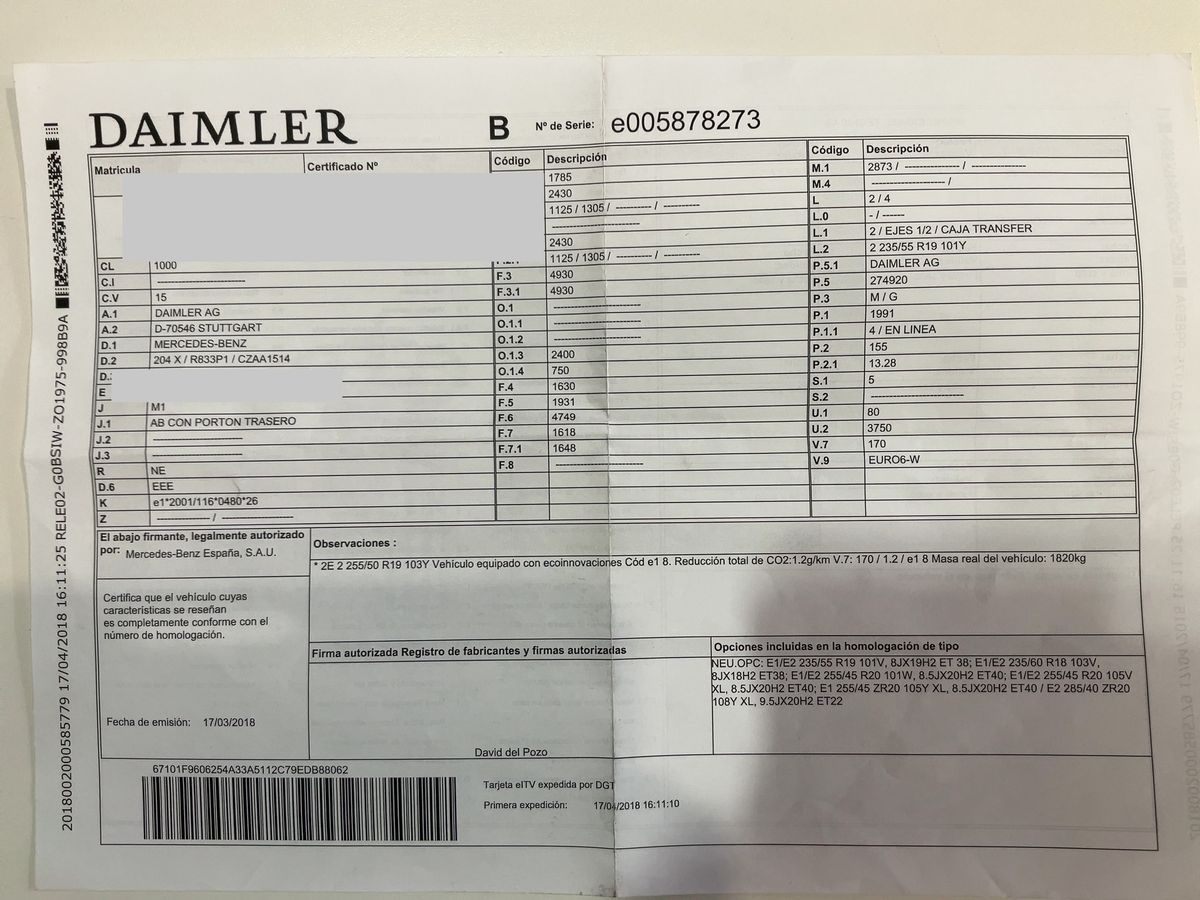 DAIMLER
B Nº de Serie: e005878273
Matricula Certificado Nº
CL 1000
C.I ----------------------
C.V 15
A.1 DAIMLER AG
A.2 D-70546 STUTTGART
D.1 MERCEDES-BENZ
D.2 204 X / R833P1 / CZAA1514
D.
E
J M1
J.1 AB CON PORTON TRASERO
J.2 ----------------------
J.3 ----------------------
R NE
D.6 EEE
K e1*2001/116*0480*26
Z --------------- / ------------------
Código Descripción
1785
2430
1125 / 1305 / --------- / ---------
----------------------
2430
1125 / 1305 / --------- / ---------
F.3 4930
F.3.1 4930
O.1 ----------------------
O.1.1 ----------------------
O.1.2 ----------------------
O.1.3 2400
O.1.4 750
F.4 1630
F.5 1931
F.6 4749
F.7 1618
F.7.1 1648
F.8 ----------------------
Código Descripción
M.1 2873 / -------------- / --------------
M.4 ------------------- /
L 2 / 4
L.0 - / ------
L.1 2 / EJES 1/2 / CAJA TRANSFER
L.2 2 235/55 R19 101Y
P.5.1 DAIMLER AG
P.5 274920
P.3 M / G
P.1 1991
P.1.1 4 / EN LINEA
P.2 155
P.2.1 13.28
S.1 5
S.2 ----------------------
U.1 80
U.2 3750
V.7 170
V.9 EURO6-W
El abajo firmante, legalmente autorizado
por: Mercedes-Benz España, S.A.U.
Certifica que el vehículo cuyas
características se reseñan
es completamente conforme con el
número de homologación.
Fecha de emisión: 17/03/2018
Observaciones :
* 2E 2 255/50 R19 103Y Vehículo equipado con ecoinnovaciones Cód e1 8. Reducción total de CO2:1.2g/km V.7: 170 / 1.2 / e1 8 Masa real del vehículo: 1820kg
Firma autorizada Registro de fabricantes y firmas autorizadas
David del Pozo
Opciones incluidas en la homologación de tipo
NEU.OPC: E1/E2 235/55 R19 101V, 8JX19H2 ET 38; E1/E2 235/60 R18 103V,
8JX18H2 ET38; E1/E2 255/45 R20 101W, 8.5JX20H2 ET40; E1/E2 255/45 R20 105V
XL, 8.5JX20H2 ET40; E1 255/45 ZR20 105Y XL, 8.5JX20H2 ET40 / E2 285/40 ZR20
108Y XL, 9.5JX20H2 ET22
67101F9606254A33A5112C79EDB88062
Tarjeta eITV expedida por DGT
Primera expedición: 17/04/2018 16:11:10
2018002000585779 17/04/2018 16:11:25 RELE02-G0BSIW-ZO1975-998B9A